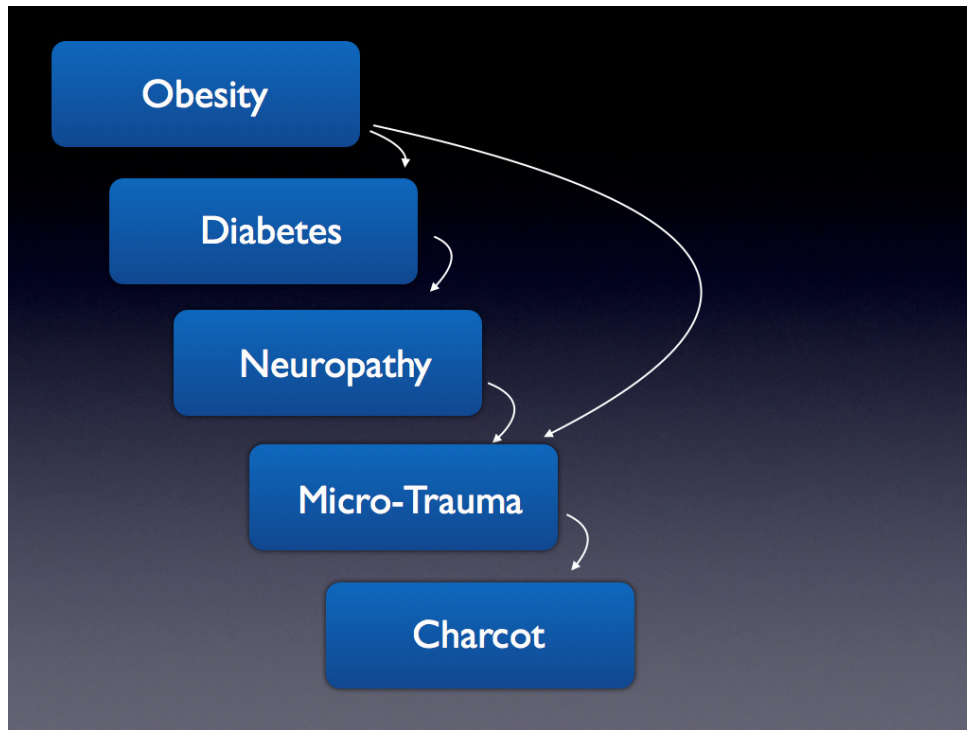 Obesity
Diabetes
Neuropathy
Micro-Trauma
Charcot